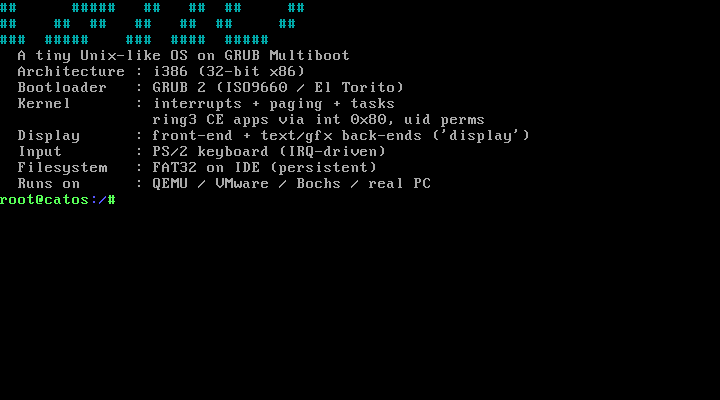 ##      #####   ##   ##  ##     ##
##    ##  ##   ##   ##  ##     ##
###  #####    ###  ####  #####
A tiny Unix-like OS on GRUB Multiboot
Architecture : i386 (32-bit x86)
Bootloader   : GRUB 2 (ISO9660 / El Torito)
Kernel       : interrupts + paging + tasks
ring3 CE apps via int 0x80, uid perms
Display      : front-end + text/gfx back-ends ('display')
Input        : PS/2 keyboard (IRQ-driven)
Filesystem   : FAT32 on IDE (persistent)
Runs on      : QEMU / VMware / Bochs / real PC
root@catos:/#